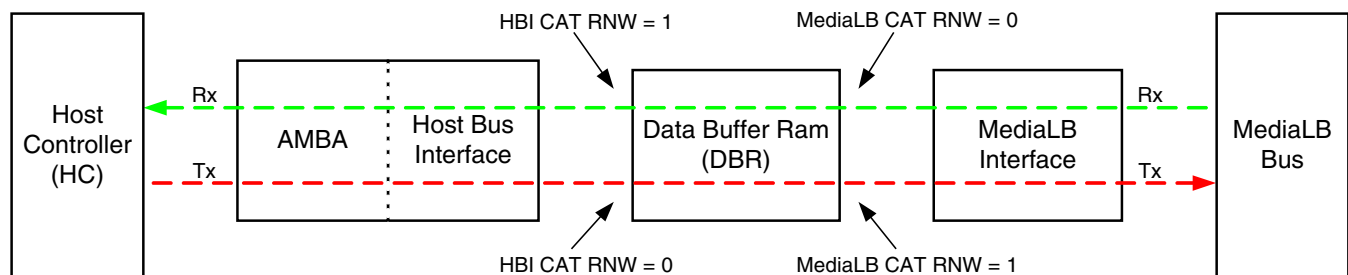 HBI CAT RNW = 1
MediaLB CAT RNW = 0
Host
Controller
(HC)
Rx
Tx
AMBA
Host Bus
Interface
Data Buffer Ram
(DBR)
MediaLB
Interface
Rx
Tx
MediaLB
Bus
HBI CAT RNW = 0
MediaLB CAT RNW = 1